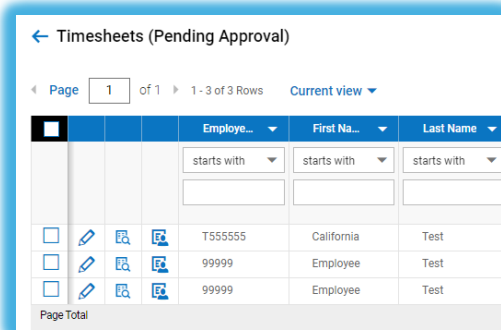 Timesheets (Pending Approval)
Page 1 of 1 1 - 3 of 3 Rows Current view
Employe... First Na... Last Name
starts with starts with starts with
T555555 California Test
99999 Employee Test
99999 Employee Test
Page Total